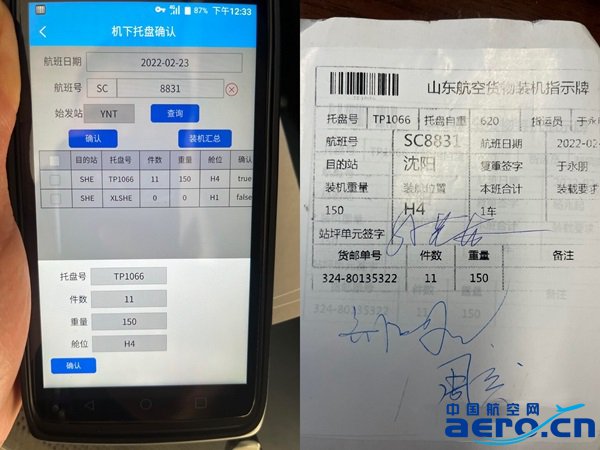 87% 下午12:33
机下托盘确认
航班日期 2022-02-23
航班号 SC 8831
始发站 YNT 查询
确认 装机汇总
目的站 托盘号 件数 重量 舱位 确认
SHE TP1066 11 150 H4 true
SHE XLSHE 0 0 H1 false
托盘号 TP1066
件数 11
重量 150
舱位 H4
确认
山东航空货物装机指示牌
托盘号 TP1066 托盘自重 620 货运员 于永
航班号 SC8831 航班日期 2022-02-
目的站 沈阳 复重签字 于永朋
装机重量 装舱位置 本班合计 装载要求
150 H4 1车
站坪单元签字
货邮单号 件数 重量 备注
324-80135322 11 150
中国航空网
aero.cn